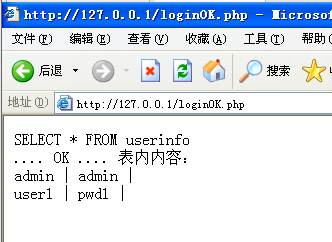 http://127.0.0.1/loginOK.php - Microsof
文件(F) 编辑(E) 查看(V) 收藏(A) 工具(T) 帮助
后退 搜索
地址(D) http://127.0.0.1/loginOK.php
SELECT * FROM userinfo
.... OK .... 表内内容:
admin | admin |
user1 | pwd1 |